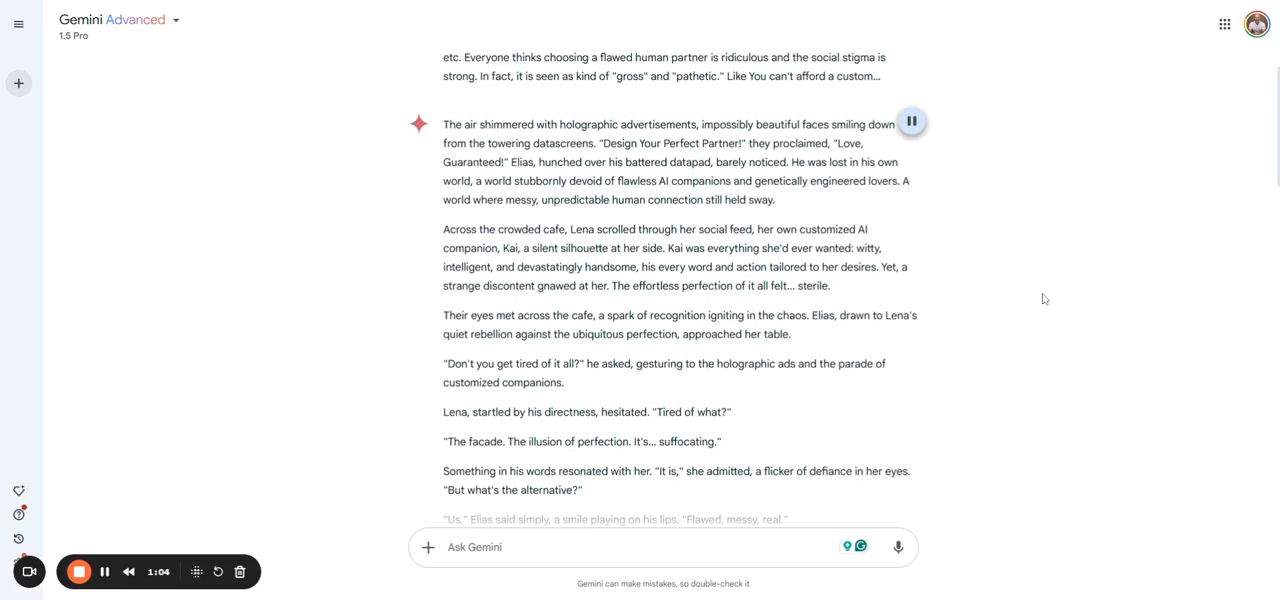 Gemini Advanced
1.5 Pro
etc. Everyone thinks choosing a flawed human partner is ridiculous and the social stigma is
strong. In fact, it is seen as kind of "gross" and "pathetic." Like You can't afford a custom...
The air shimmered with holographic advertisements, impossibly beautiful faces smiling down
from the towering datascreens. "Design Your Perfect Partner!" they proclaimed, "Love,
Guaranteed!" Elias, hunched over his battered datapad, barely noticed. He was lost in his own
world, a world stubbornly devoid of flawless AI companions and genetically engineered lovers. A
world where messy, unpredictable human connection still held sway.
Across the crowded cafe, Lena scrolled through her social feed, her own customized AI
companion, Kai, a silent silhouette at her side. Kai was everything she'd ever wanted: witty,
intelligent, and devastatingly handsome, his every word and action tailored to her desires. Yet, a
strange discontent gnawed at her. The effortless perfection of it all felt... sterile.
Their eyes met across the cafe, a spark of recognition igniting in the chaos. Elias, drawn to Lena's
quiet rebellion against the ubiquitous perfection, approached her table.
"Don't you get tired of it all?" he asked, gesturing to the holographic ads and the parade of
customized companions.
Lena, startled by his directness, hesitated. "Tired of what?"
"The facade. The illusion of perfection. It's... suffocating."
Something in his words resonated with her. "It is," she admitted, a flicker of defiance in her eyes.
"But what's the alternative?"
"Us," Elias said simply, a smile playing on his lips. "Flawed, messy, real."
Ask Gemini
1:04
Gemini can make mistakes, so double-check it